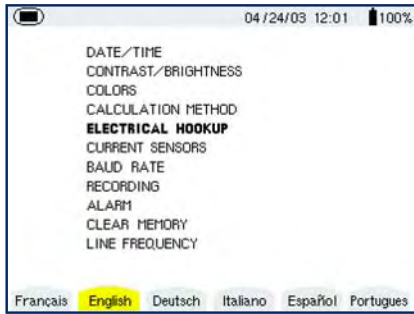 04/24/03 12:01 100%
DATE/TIME
CONTRAST/BRIGHTNESS
COLORS
CALCULATION METHOD
ELECTRICAL HOOKUP
CURRENT SENSORS
BAUD RATE
RECORDING
ALARM
CLEAR MEMORY
LINE FREQUENCY
Français English Deutsch Italiano Español Portugues